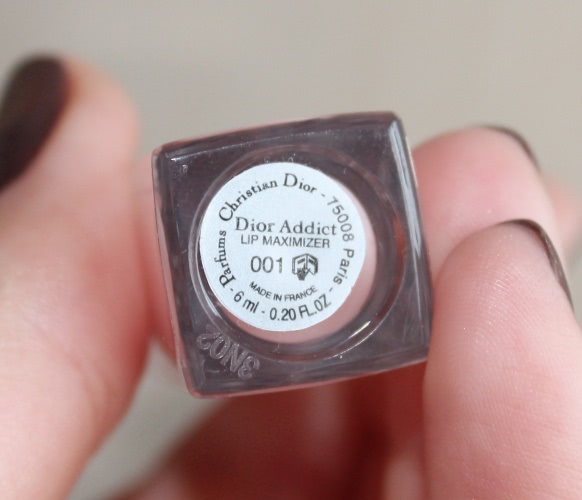 Parfums Christian Dior - 75008 Paris -
Dior Addict
LIP MAXIMIZER
001
MADE IN FRANCE
6 ml - 0.20 FL.OZ -
3N02